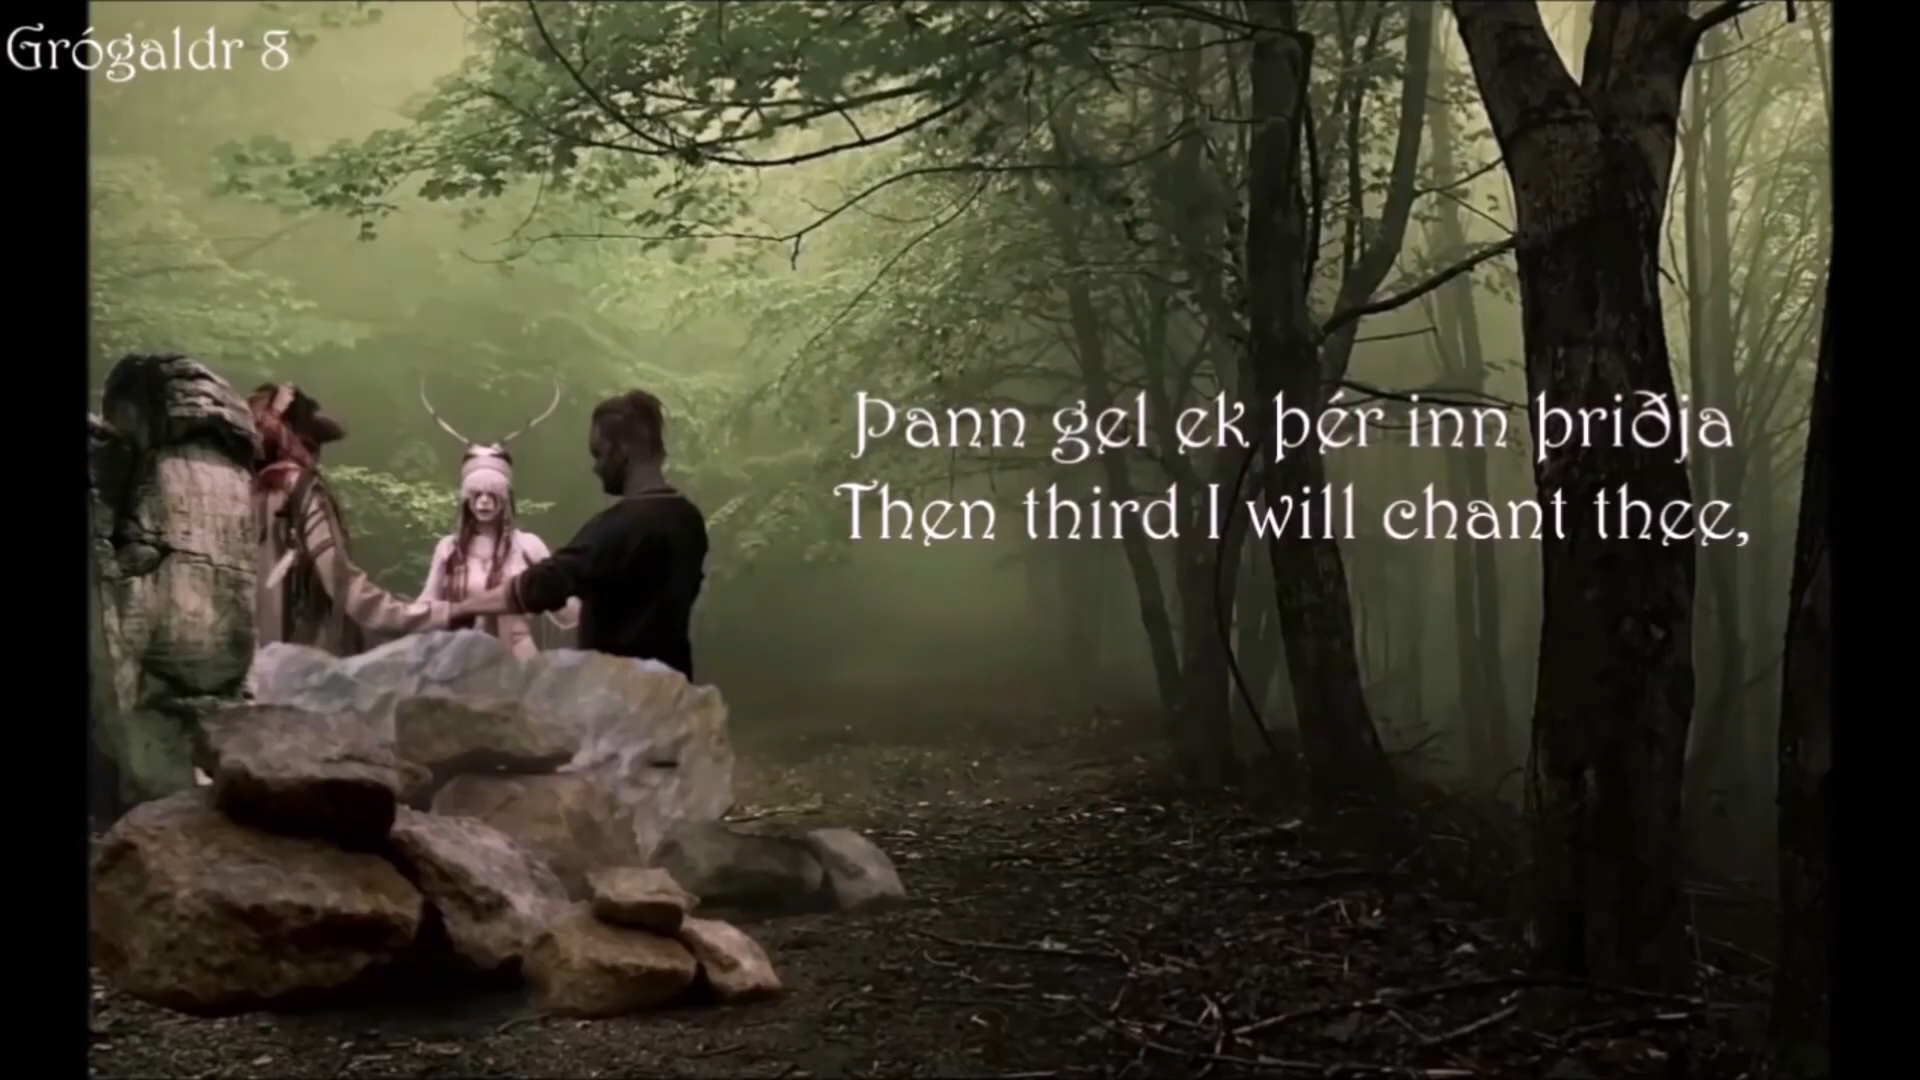 Grógaldr 8
Þann gel ek þér inn þriðja
Then third I will chant thee,